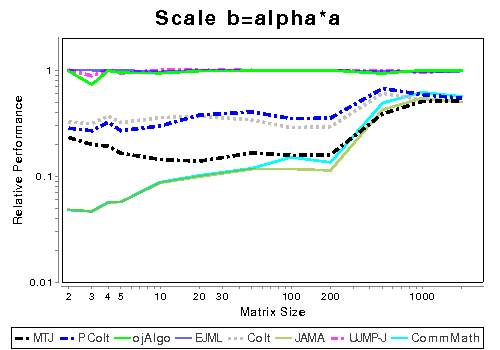 Scale b=alpha*a
1
0.1
0.01
Relative Performance
2 3 4 5 10 20 30 100 200 1000
Matrix Size
MTJ PColt ojAlgo EJML Colt JAMA UJMP-J CommMath